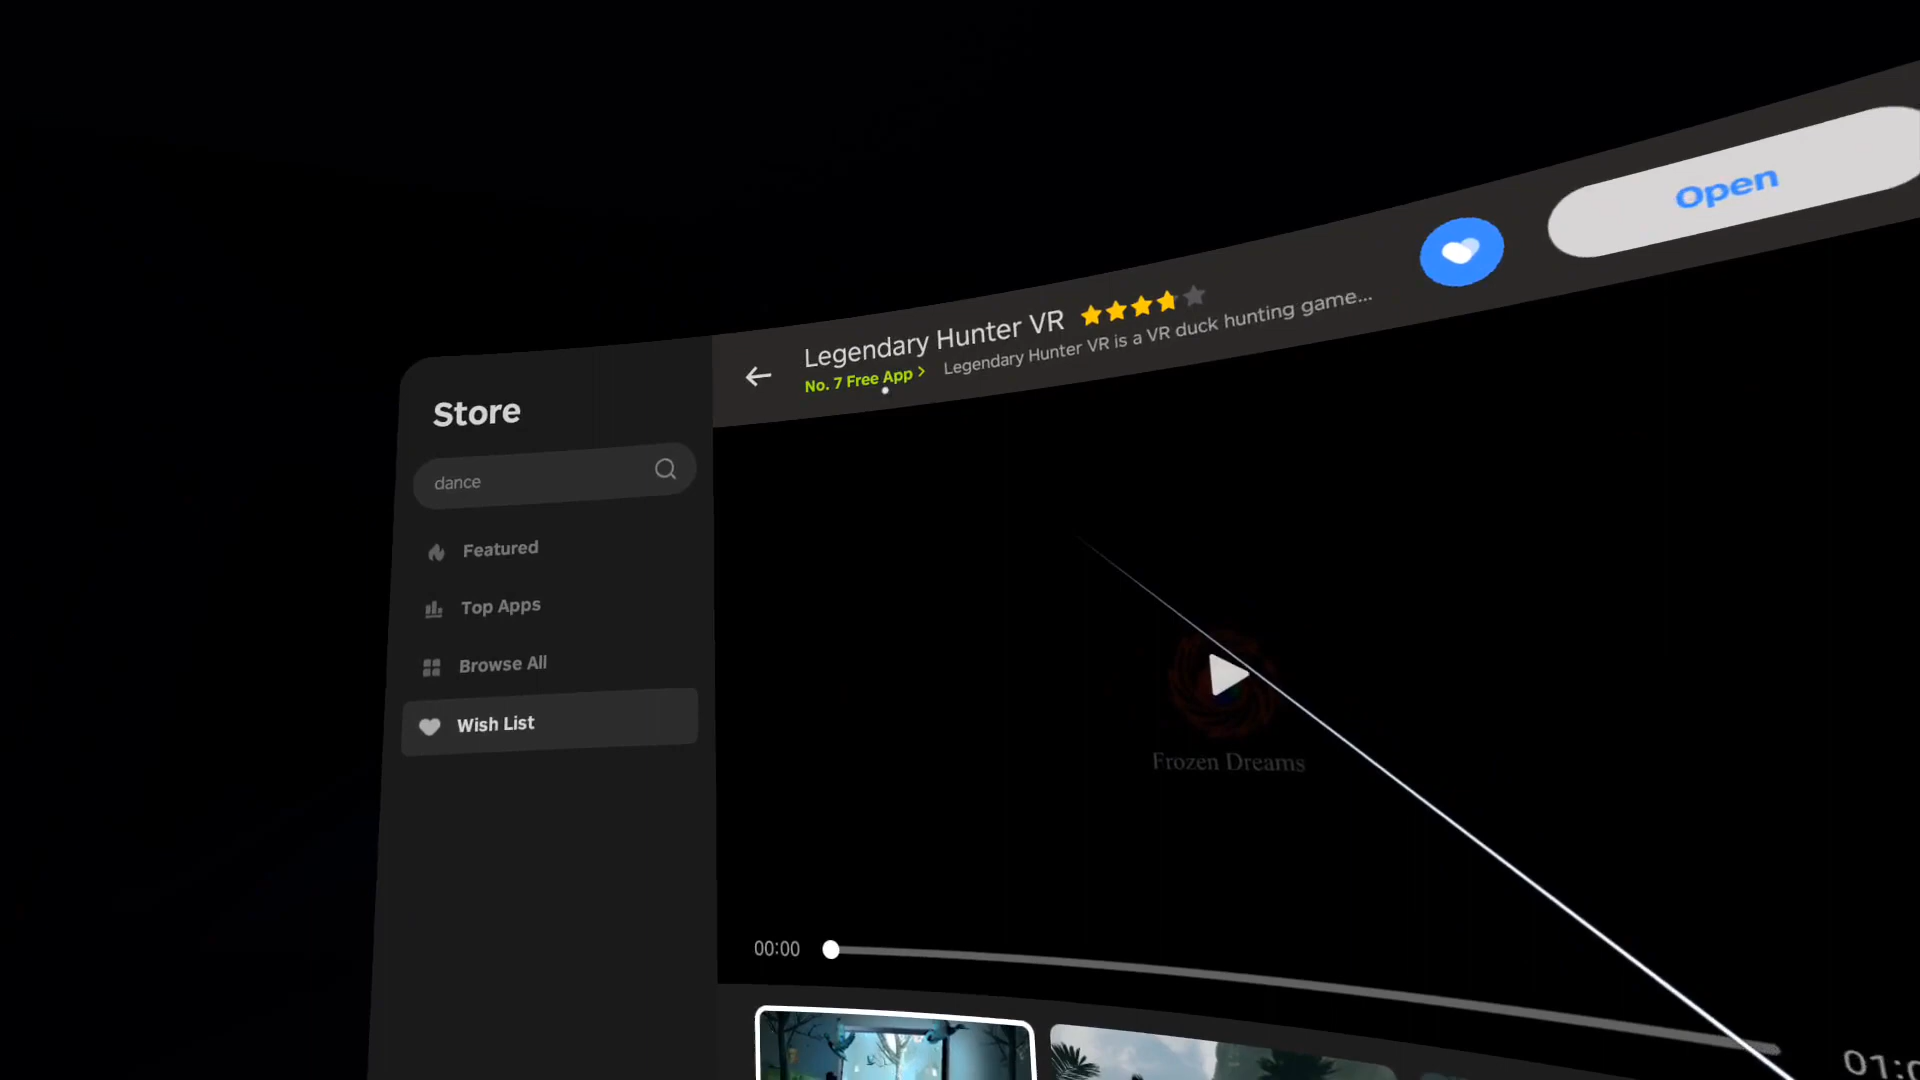 Open
Legendary Hunter VR
No. 7 Free App >
Legendary Hunter VR is a VR duck hunting game...
Store
dance
Featured
Top Apps
Browse All
Wish List
Frozen Dreams
00:00